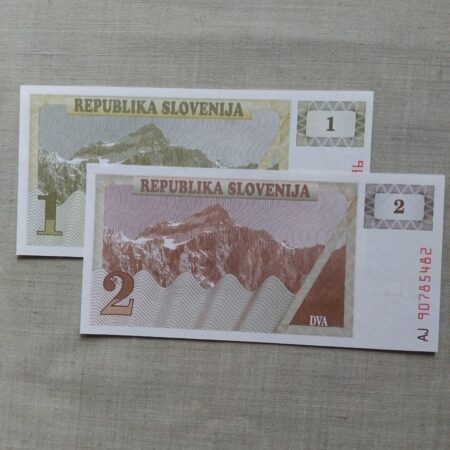 REPUBLIKA SLOVENIJA
1
1
REPUBLIKA SLOVENIJA
2
2
DVA
AJ 90785482